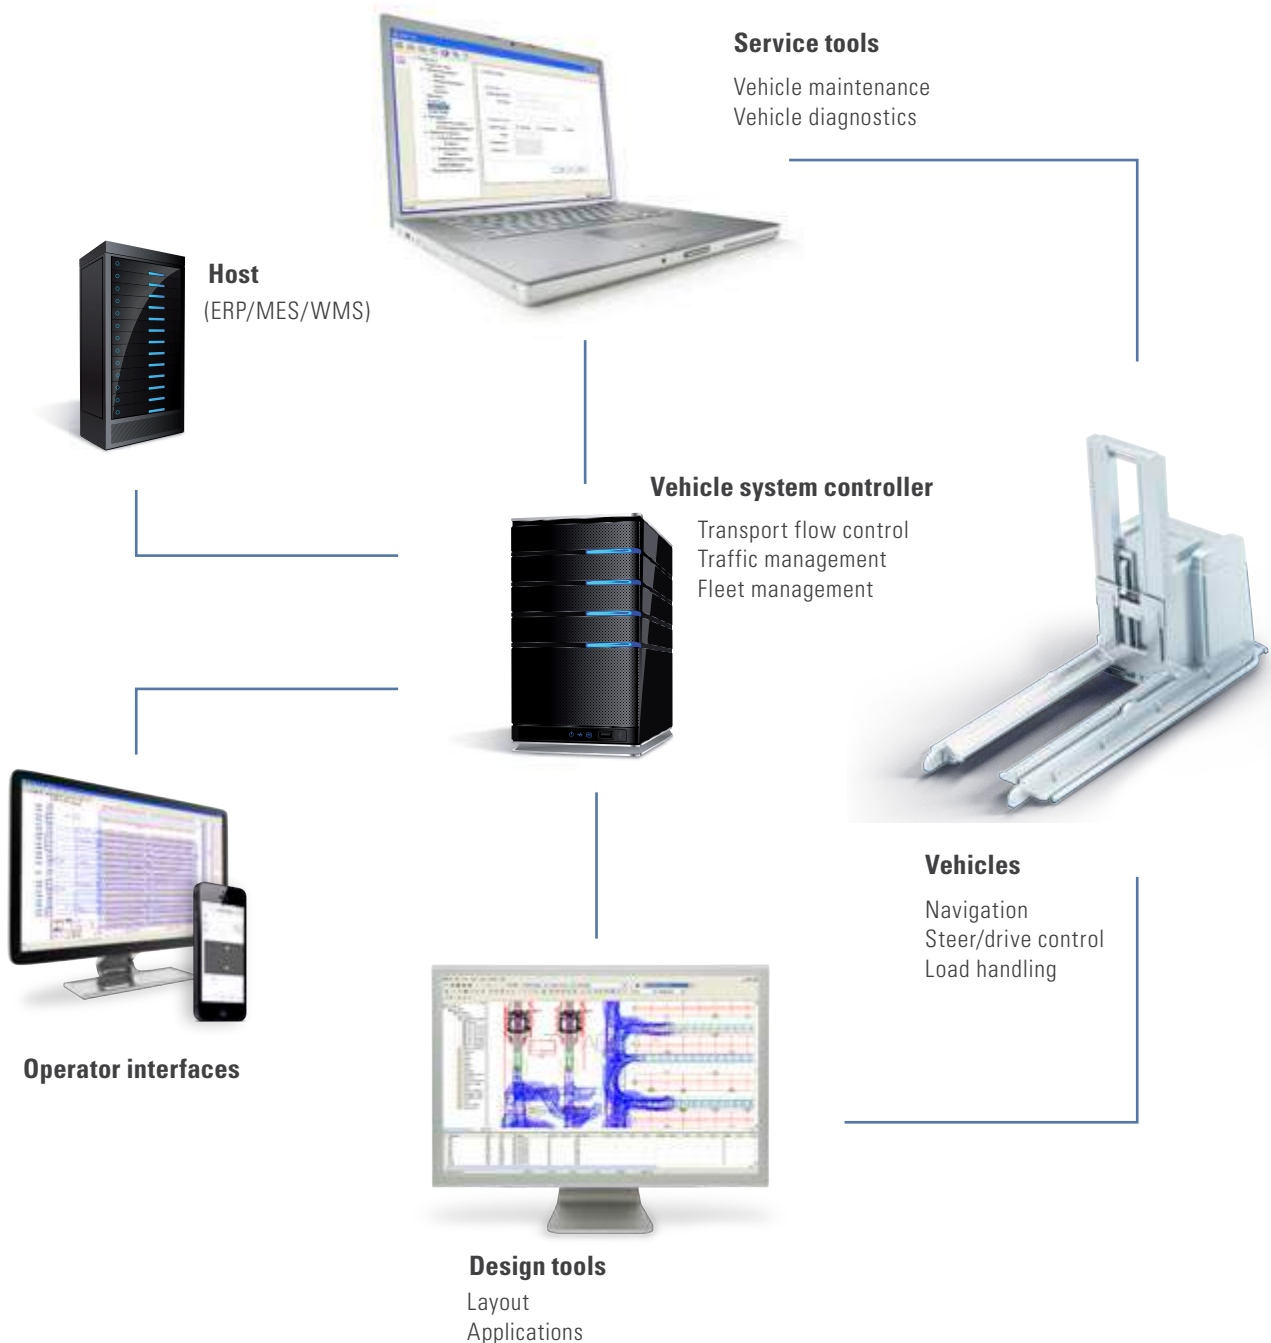 Service tools
Vehicle maintenance
Vehicle diagnostics
Host
(ERP/MES/WMS)
Vehicle system controller
Transport flow control
Traffic management
Fleet management
Vehicles
Navigation
Steer/drive control
Load handling
Operator interfaces
Design tools
Layout
Applications